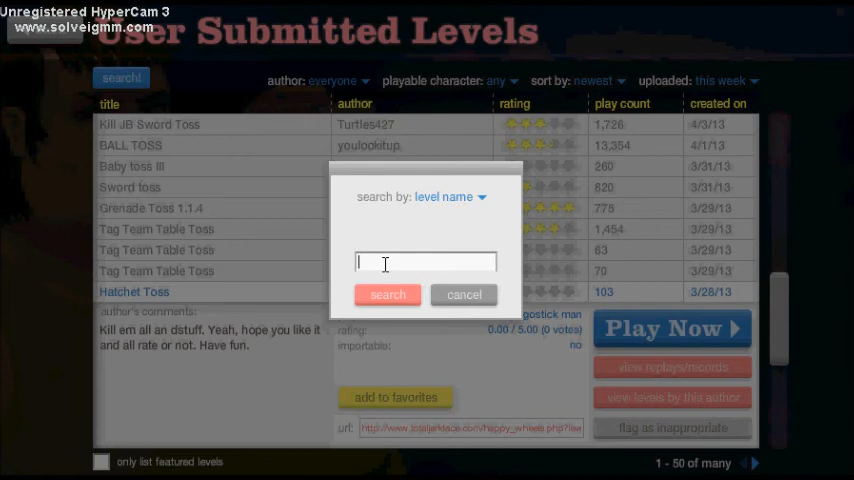 Unregistered HyperCam 3
www.solveigmm.com
User Submitted Levels
search!
author: everyone
playable character: any
sort by: newest
uploaded: this week
title author rating play count created on
Kill JB Sword Toss Turtles427 1,726 4/3/13
BALL TOSS youlookitup 13,354 4/1/13
Baby toss III 260 3/31/13
Sword toss 820 3/31/13
Grenade Toss 1.1.4 775 3/29/13
Tag Team Table Toss 1,454 3/29/13
Tag Team Table Toss 63 3/29/13
Tag Team Table Toss 70 3/29/13
Hatchet Toss 103 3/28/13
search by: level name
search cancel
author's comments:
Kill em all an dstuff. Yeah, hope you like it
and all rate or not. Have fun.
gostick man
rating: 0.00 / 5.00 (0 votes)
importable: no
add to favorites
url: http://www.totaljerkface.com/happy_wheels.php?lev
Play Now
view replays/records
view levels by this author
flag as inappropriate
only list featured levels
1 - 50 of many